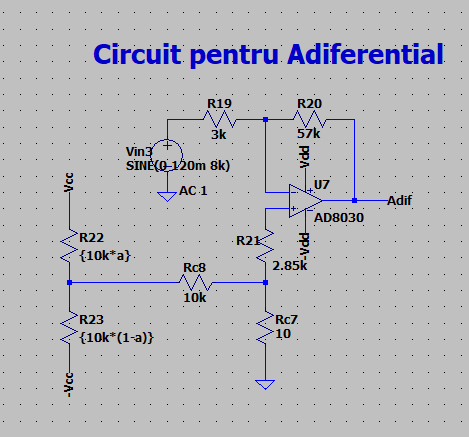 Circuit pentru Adiferential
R19
3k
R20
57k
Vin3
SINE(0 120m 8k)
AC 1
Vdd
U7
AD8030
Adif
-Vdd
Vcc
R22
{10k*a}
R21
2.85k
Rc8
10k
R23
{10k*(1-a)}
Rc7
10
-Vcc